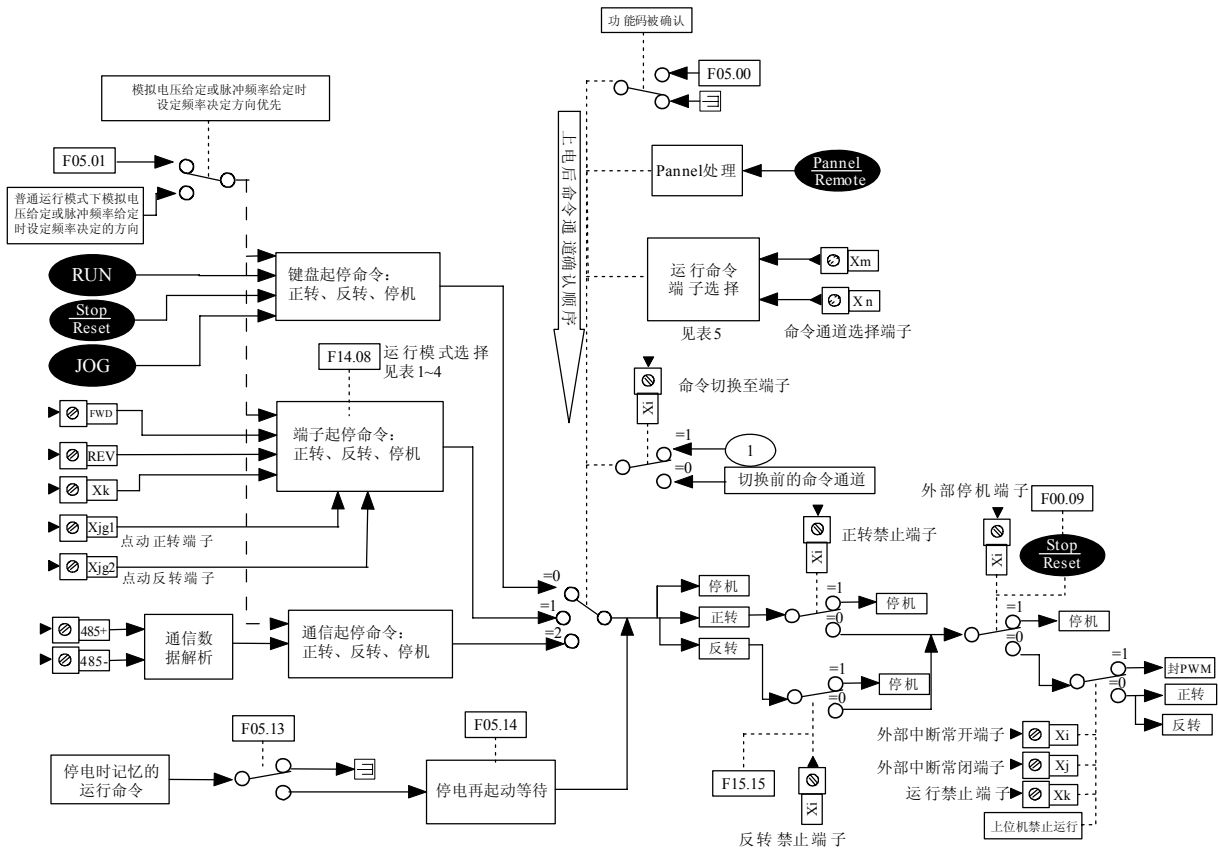 功能码被确认
F05.00
模拟电压给定或脉冲频率给定时
设定频率决定方向优先
F05.01
普通运行模式下模拟电
压给定或脉冲频率给定
时设定频率决定的方向
上电后命令通道确认顺序
Pannel处理
Pannel
Remote
运行命令
端子选择
见表5
Xm
Xn
命令通道选择端子
RUN
Stop
Reset
JOG
键盘起停命令：
正转、反转、停机
F14.08
运行模式选择
见表1~4
FWD
REV
Xk
Xjg1
点动正转端子
Xjg2
点动反转端子
端子起停命令：
正转、反转、停机
Xi
命令切换至端子
=1
1
=0
切换前的命令通道
485+
485-
通信数
据解析
通信起停命令：
正转、反转、停机
=0
=1
=2
停机
正转
反转
正转禁止端子
Xi
=1
=0
停机
=1
=0
停机
F15.15
Xi
反转禁止端子
外部停机端子
Xi
F00.09
Stop
Reset
=1
停机
=0
=1
封PWM
=0
正转
反转
外部中断常开端子
Xi
外部中断常闭端子
Xj
运行禁止端子
Xk
上位机禁止运行
停电时记忆的
运行命令
F05.13
F05.14
停电再起动等待